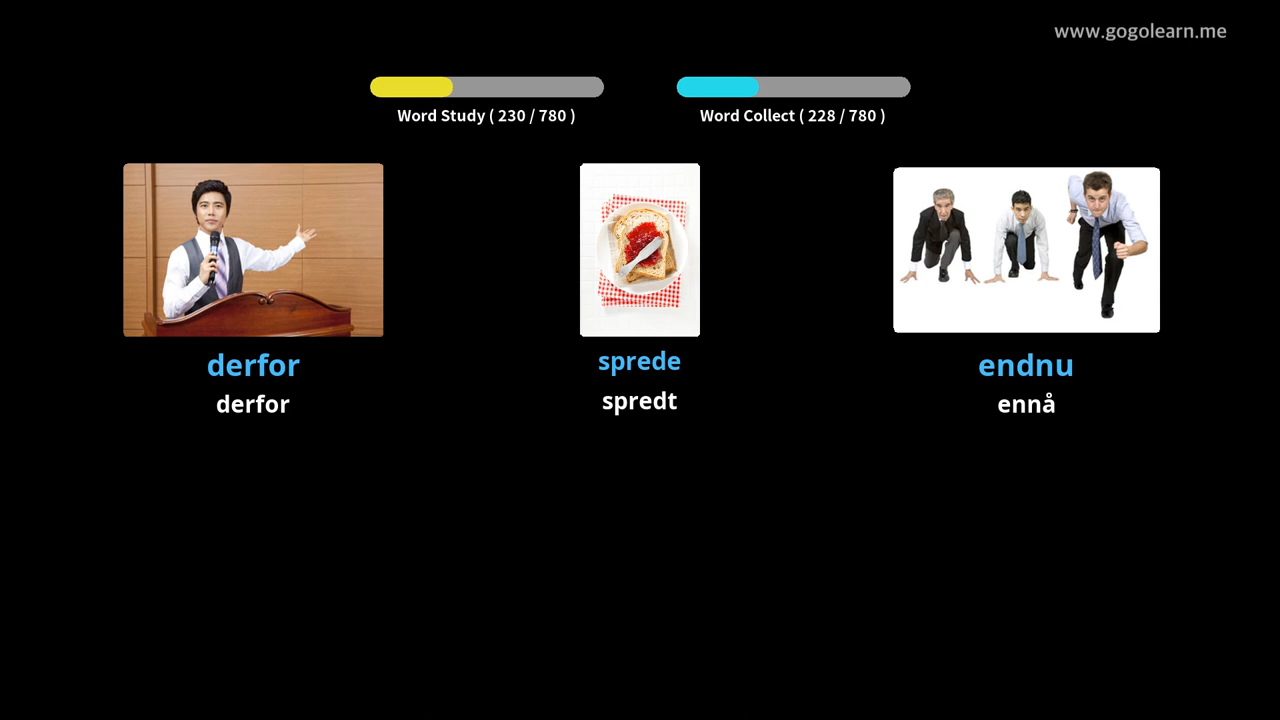 www.gogolearn.me
Word Study ( 230 / 780 )
Word Collect ( 228 / 780 )
derfor
derfor
sprede
spredt
endnu
ennå